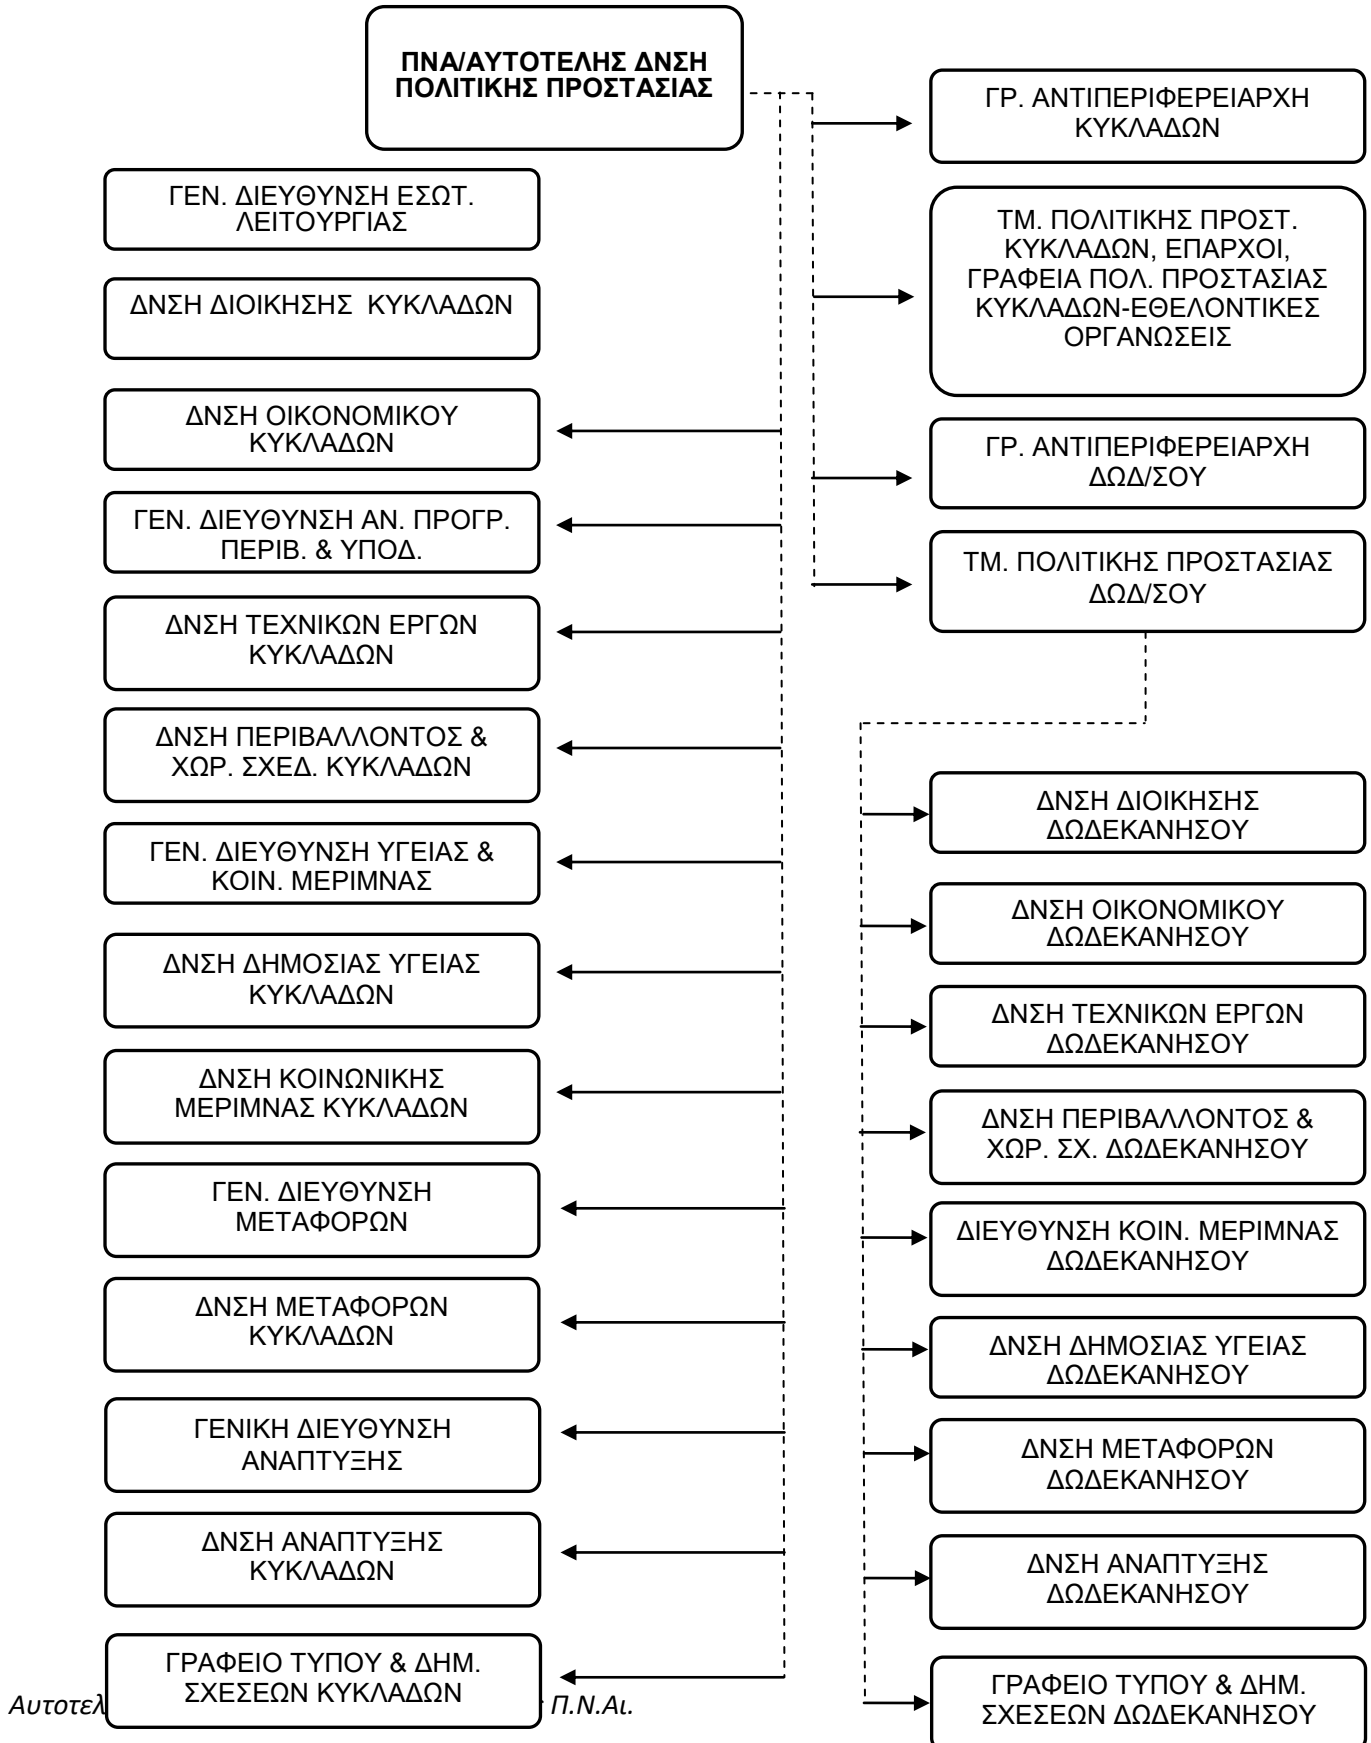 ΠΝΑ/ΑΥΤΟΤΕΛΗΣ ΔΝΣΗ
ΠΟΛΙΤΙΚΗΣ ΠΡΟΣΤΑΣΙΑΣ
ΓΕΝ. ΔΙΕΥΘΥΝΣΗ ΕΣΩΤ.
ΛΕΙΤΟΥΡΓΙΑΣ
ΔΝΣΗ ΔΙΟΙΚΗΣΗΣ ΚΥΚΛΑΔΩΝ
ΔΝΣΗ ΟΙΚΟΝΟΜΙΚΟΥ
ΚΥΚΛΑΔΩΝ
ΓΕΝ. ΔΙΕΥΘΥΝΣΗ ΑΝ. ΠΡΟΓΡ.
ΠΕΡΙΒ. & ΥΠΟΔ.
ΔΝΣΗ ΤΕΧΝΙΚΩΝ ΕΡΓΩΝ
ΚΥΚΛΑΔΩΝ
ΔΝΣΗ ΠΕΡΙΒΑΛΛΟΝΤΟΣ &
ΧΩΡ. ΣΧΕΔ. ΚΥΚΛΑΔΩΝ
ΓΕΝ. ΔΙΕΥΘΥΝΣΗ ΥΓΕΙΑΣ &
ΚΟΙΝ. ΜΕΡΙΜΝΑΣ
ΔΝΣΗ ΔΗΜΟΣΙΑΣ ΥΓΕΙΑΣ
ΚΥΚΛΑΔΩΝ
ΔΝΣΗ ΚΟΙΝΩΝΙΚΗΣ
ΜΕΡΙΜΝΑΣ ΚΥΚΛΑΔΩΝ
ΓΕΝ. ΔΙΕΥΘΥΝΣΗ
ΜΕΤΑΦΟΡΩΝ
ΔΝΣΗ ΜΕΤΑΦΟΡΩΝ
ΚΥΚΛΑΔΩΝ
ΓΕΝΙΚΗ ΔΙΕΥΘΥΝΣΗ
ΑΝΑΠΤΥΞΗΣ
ΔΝΣΗ ΑΝΑΠΤΥΞΗΣ
ΚΥΚΛΑΔΩΝ
ΓΡΑΦΕΙΟ ΤΥΠΟΥ & ΔΗΜ.
ΣΧΕΣΕΩΝ ΚΥΚΛΑΔΩΝ
ΓΡ. ΑΝΤΙΠΕΡΙΦΕΡΕΙΑΡΧΗ
ΚΥΚΛΑΔΩΝ
ΤΜ. ΠΟΛΙΤΙΚΗΣ ΠΡΟΣΤ.
ΚΥΚΛΑΔΩΝ, ΕΠΑΡΧΟΙ,
ΓΡΑΦΕΙΑ ΠΟΛ. ΠΡΟΣΤΑΣΙΑΣ
ΚΥΚΛΑΔΩΝ-ΕΘΕΛΟΝΤΙΚΕΣ
ΟΡΓΑΝΩΣΕΙΣ
ΓΡ. ΑΝΤΙΠΕΡΙΦΕΡΕΙΑΡΧΗ
ΔΩΔ/ΣΟΥ
ΤΜ. ΠΟΛΙΤΙΚΗΣ ΠΡΟΣΤΑΣΙΑΣ
ΔΩΔ/ΣΟΥ
ΔΝΣΗ ΔΙΟΙΚΗΣΗΣ
ΔΩΔΕΚΑΝΗΣΟΥ
ΔΝΣΗ ΟΙΚΟΝΟΜΙΚΟΥ
ΔΩΔΕΚΑΝΗΣΟΥ
ΔΝΣΗ ΤΕΧΝΙΚΩΝ ΕΡΓΩΝ
ΔΩΔΕΚΑΝΗΣΟΥ
ΔΝΣΗ ΠΕΡΙΒΑΛΛΟΝΤΟΣ &
ΧΩΡ. ΣΧ. ΔΩΔΕΚΑΝΗΣΟΥ
ΔΙΕΥΘΥΝΣΗ ΚΟΙΝ. ΜΕΡΙΜΝΑΣ
ΔΩΔΕΚΑΝΗΣΟΥ
ΔΝΣΗ ΔΗΜΟΣΙΑΣ ΥΓΕΙΑΣ
ΔΩΔΕΚΑΝΗΣΟΥ
ΔΝΣΗ ΜΕΤΑΦΟΡΩΝ
ΔΩΔΕΚΑΝΗΣΟΥ
ΔΝΣΗ ΑΝΑΠΤΥΞΗΣ
ΔΩΔΕΚΑΝΗΣΟΥ
ΓΡΑΦΕΙΟ ΤΥΠΟΥ & ΔΗΜ.
ΣΧΕΣΕΩΝ ΔΩΔΕΚΑΝΗΣΟΥ
Π.Ν.Αι.